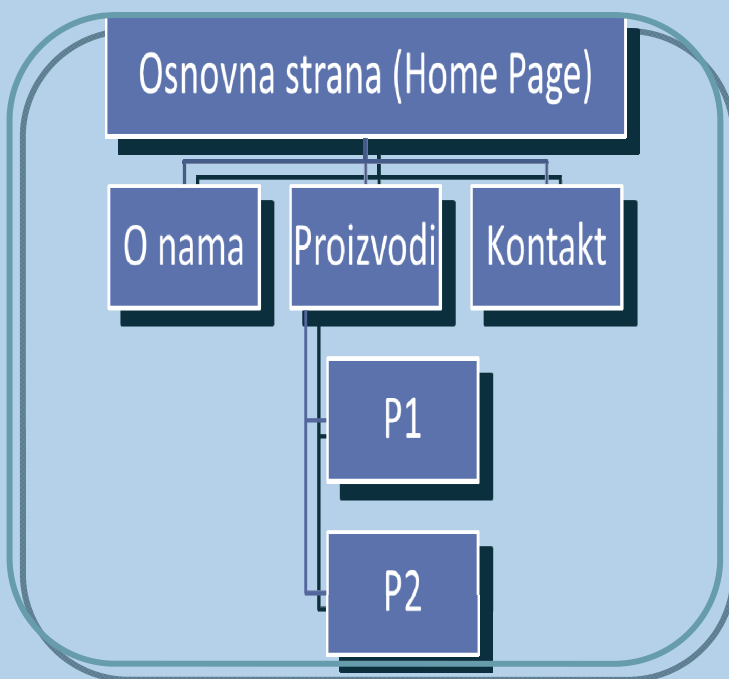 Osnovna strana (Home Page)
O nama
Proizvodi
Kontakt
P1
P2